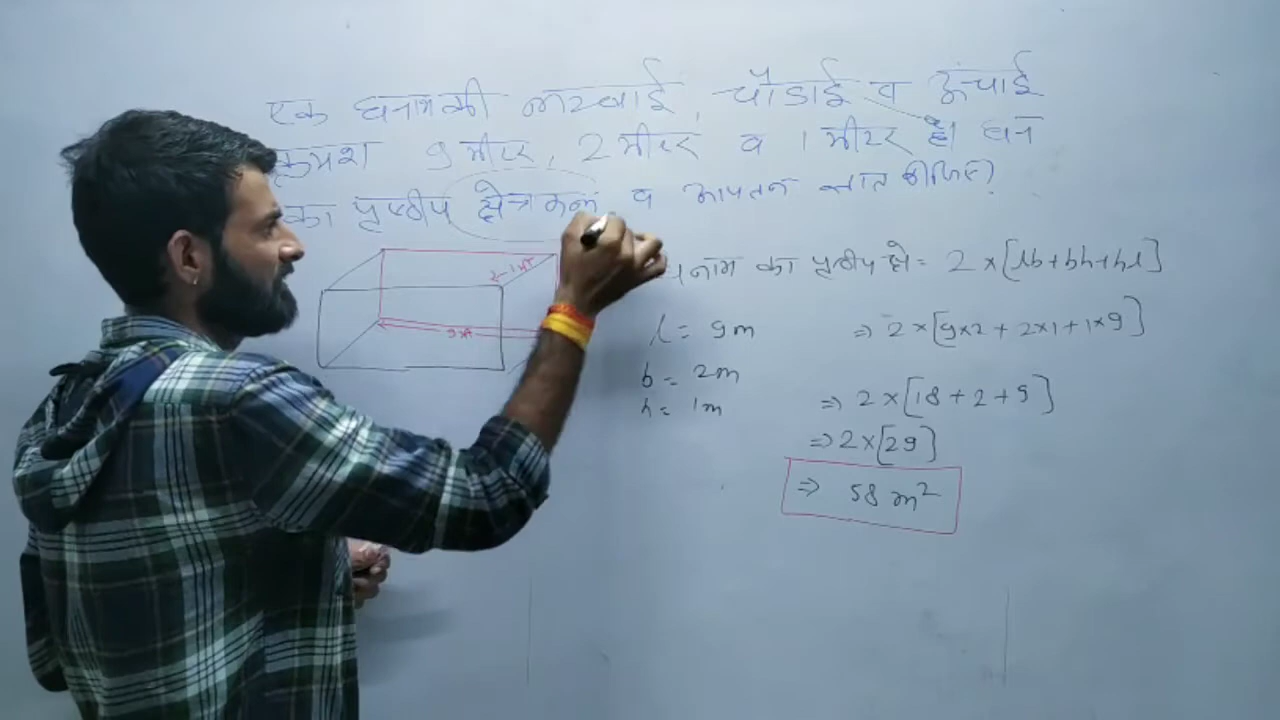 एक घनाभ की लम्बाई, चौडाई व ऊंचाई
क्रमश 9 मीटर, 2 मीटर व 1 मीटर है। घन
का पृष्ठीय क्षेत्रफल व आयतन ज्ञात कीजिए?
नाभ का पृष्ठीय क्षे० = 2 × [lb+bh+hl]
l = 9m
b = 2m
h = 1m
⇒ 2 × [9×2 + 2×1 + 1×9]
⇒ 2 × [18 + 2 + 9]
⇒ 2 × [29]
⇒ 58 m²